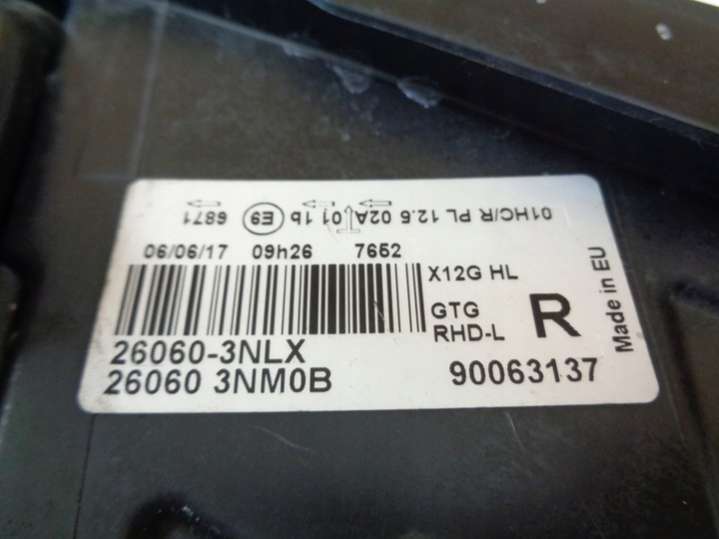 01HC/R PL 12.5 02A 01 1b E9 6871
06/06/17 09h26 7652
X12G HL
GTG
RHD-L
R
Made in EU
26060-3NLX
26060 3NM0B
90063137